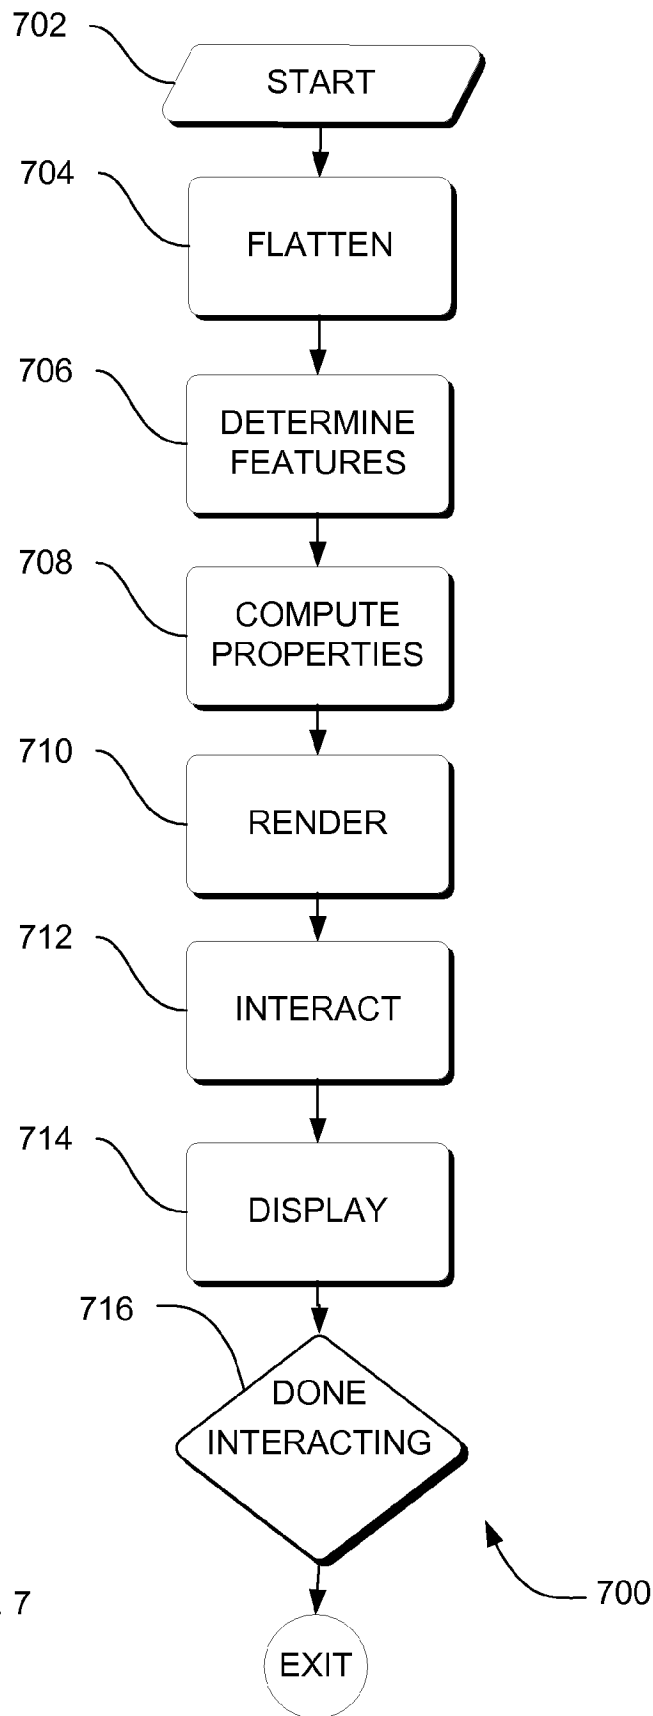 702
START
704
FLATTEN
706
DETERMINE
FEATURES
708
COMPUTE
PROPERTIES
710
RENDER
712
INTERACT
714
DISPLAY
716
DONE
INTERACTING
700
. 7
EXIT